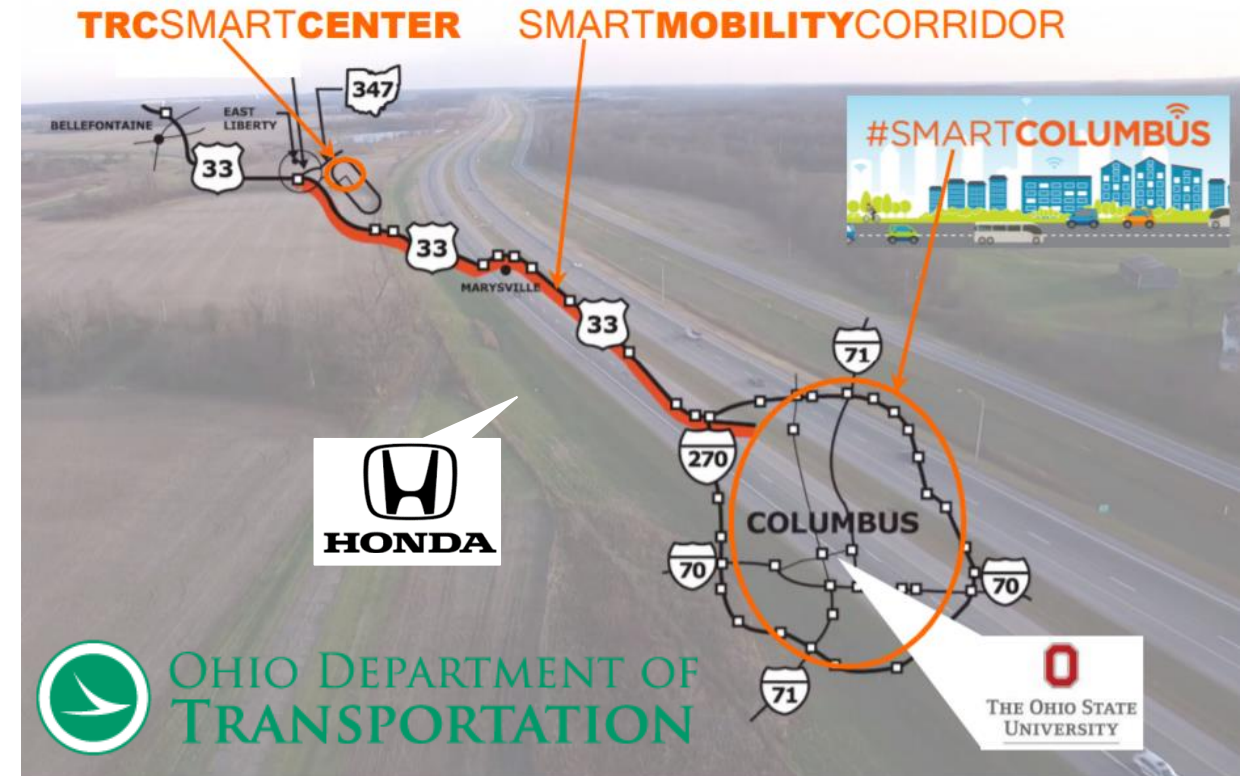 TRCSMARTCENTER
SMARTMOBILITYCORRIDOR
347
EAST
LIBERTY
BELLEFONTAINE
33
#SMARTCOLUMBUS
33
MARYSVILLE
33
71
270
HONDA
COLUMBUS
70
70
71
OHIO DEPARTMENT OF
TRANSPORTATION
O
THE OHIO STATE
UNIVERSITY